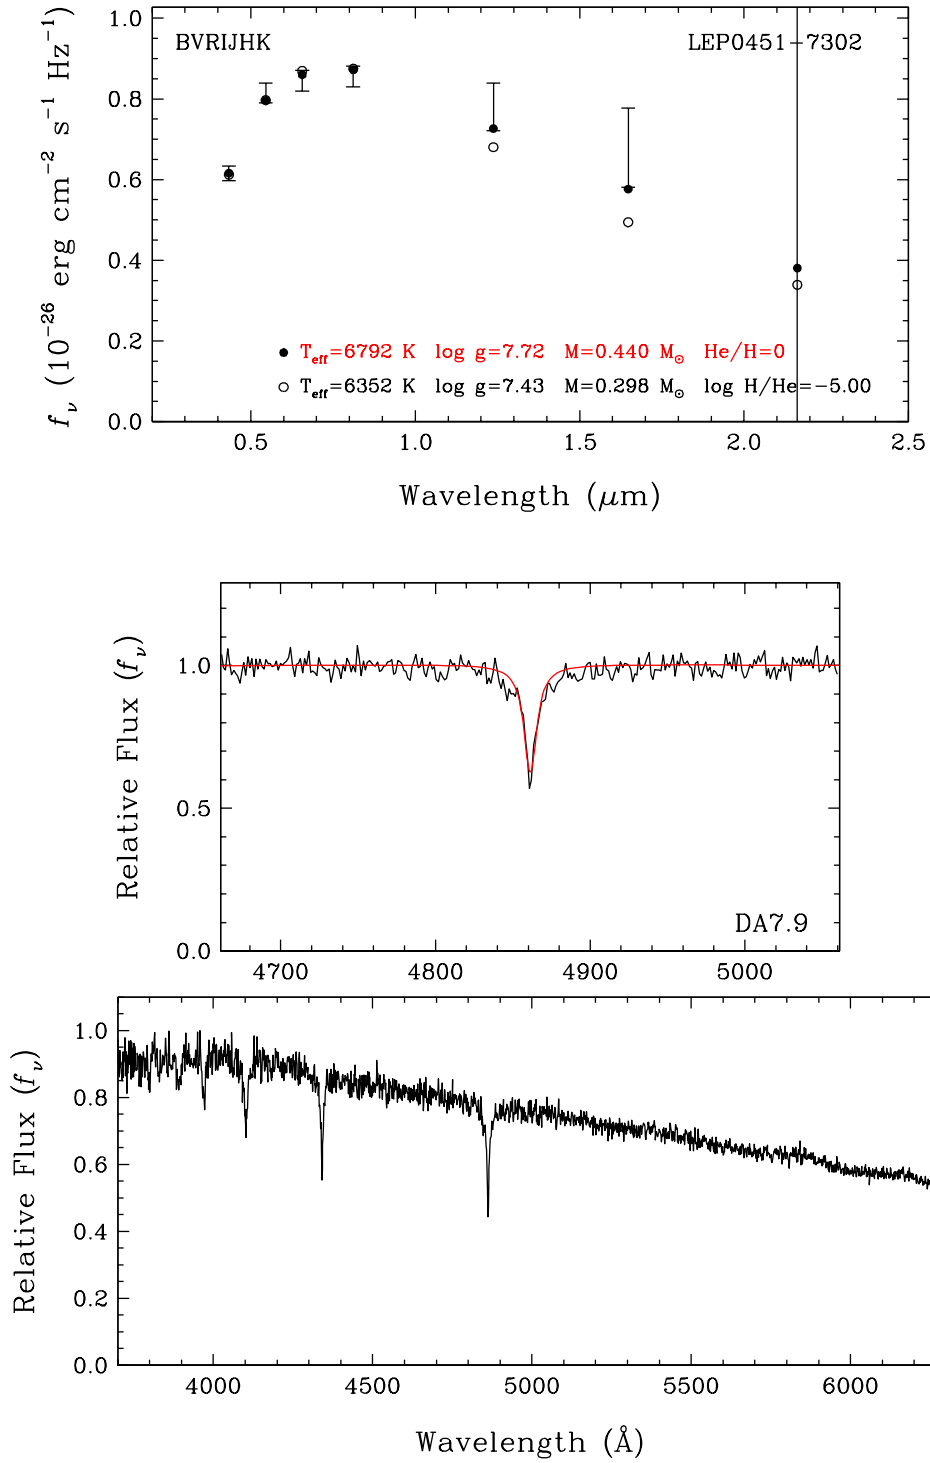 BVRIJHK
LEP0451−7302
f_ν (10^−26 erg cm^−2 s^−1 Hz^−1)
1.0
0.8
0.6
0.4
0.2
0.0
T_eff=6792 K log g=7.72 M=0.440 M_⊙ He/H=0
T_eff=6352 K log g=7.43 M=0.298 M_⊙ log H/He=−5.00
0.5 1.0 1.5 2.0 2.5
Wavelength (μm)
Relative Flux (f_ν)
1.0
0.5
0.0
DA7.9
4700 4800 4900 5000
Relative Flux (f_ν)
1.0
0.8
0.6
0.4
0.2
0.0
4000 4500 5000 5500 6000
Wavelength (Å)